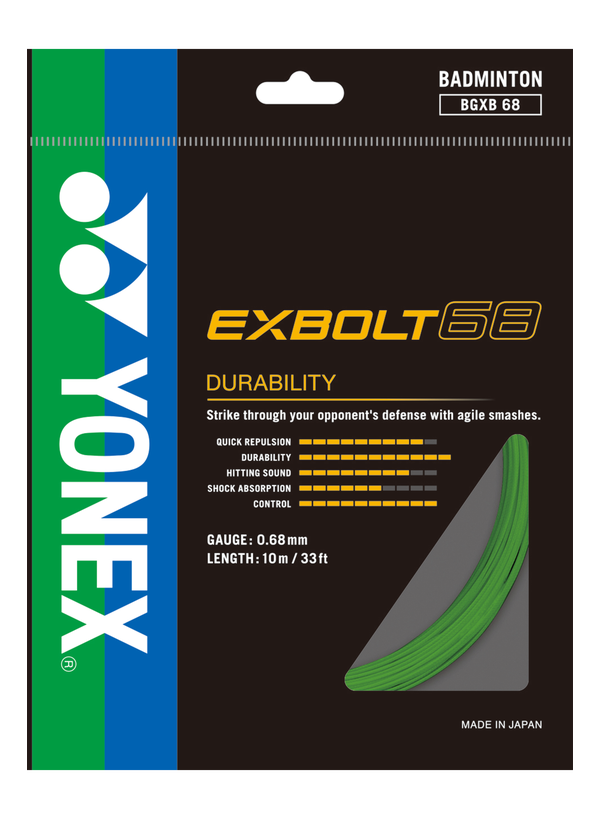 BADMINTON
BGXB 68
YONEX®
EXBOLT68
DURABILITY
Strike through your opponent's defense with agile smashes.
QUICK REPULSION
DURABILITY
HITTING SOUND
SHOCK ABSORPTION
CONTROL
GAUGE: 0.68mm
LENGTH: 10m / 33ft
MADE IN JAPAN